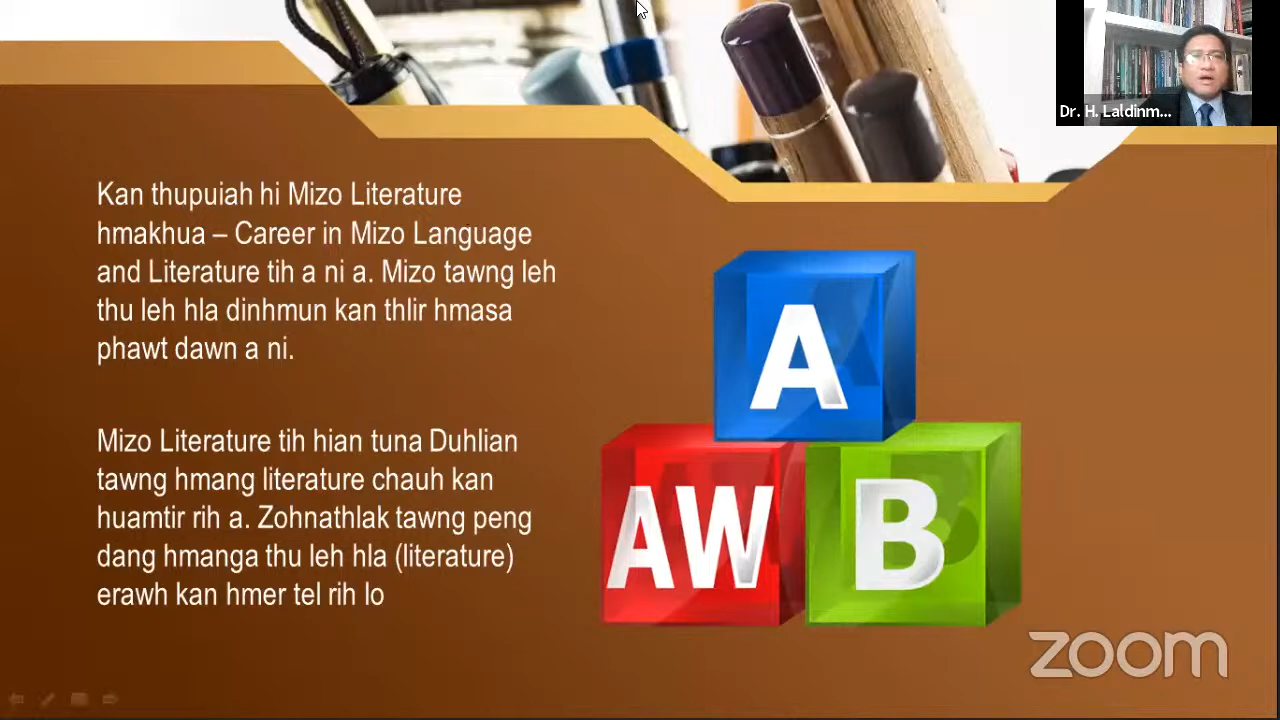 Dr. H. Laldinm...
Kan thupuiah hi Mizo Literature
hmakhua – Career in Mizo Language
and Literature tih a ni a. Mizo tawng leh
thu leh hla dinhmun kan thlir hmasa
phawt dawn a ni.
Mizo Literature tih hian tuna Duhlian
tawng hmang literature chauh kan
huamtir rih a. Zohnathlak tawng peng
dang hmanga thu leh hla (literature)
erawh kan hmer tel rih lo
A
AW B
zoom